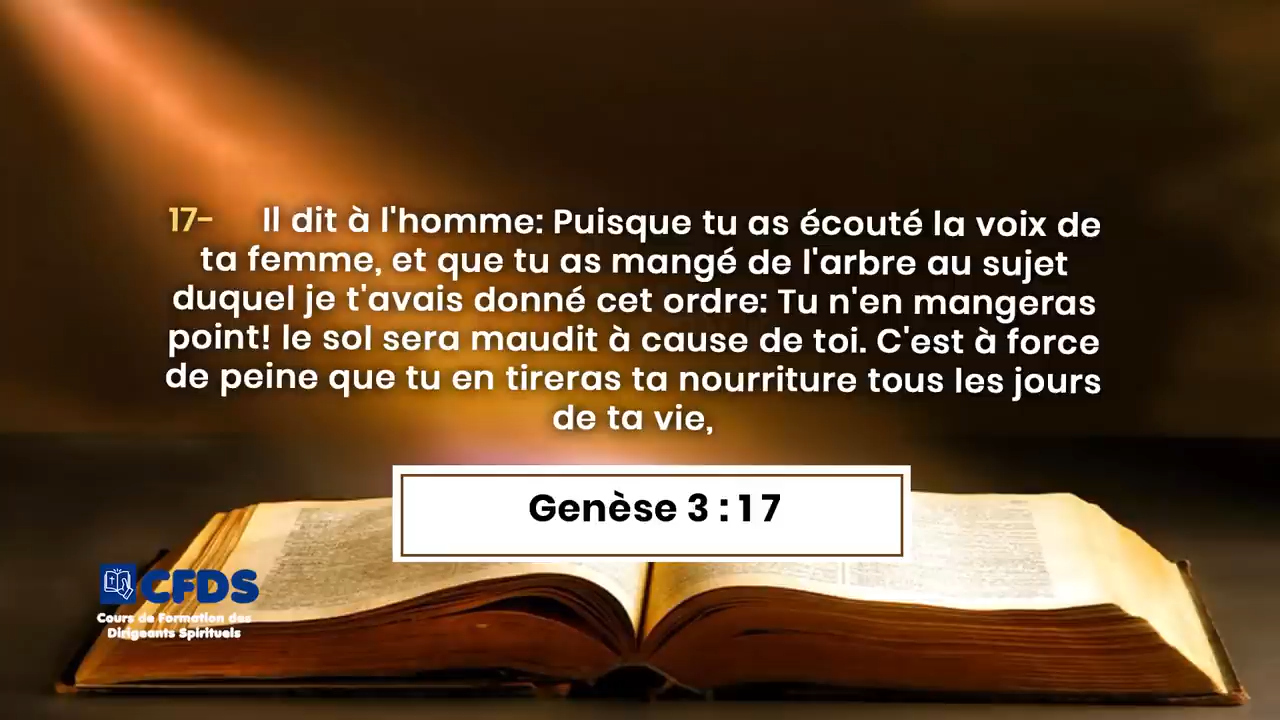 17- Il dit à l'homme: Puisque tu as écouté la voix de
ta femme, et que tu as mangé de l'arbre au sujet
duquel je t'avais donné cet ordre: Tu n'en mangeras
point! le sol sera maudit à cause de toi. C'est à force
de peine que tu en tireras ta nourriture tous les jours
de ta vie,
Genèse 3 : 17
CFDS
Cours de Formation des
Dirigeants Spirituels